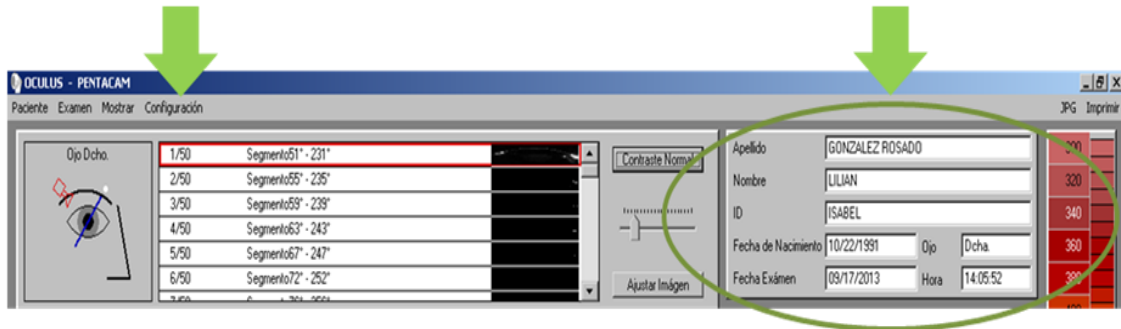 OCULUS - PENTACAM
Paciente Examen Mostrar Configuración JPG Imprimir
Ojo Dcho.
1/50 Segmento51° - 231°
2/50 Segmento55° - 235°
3/50 Segmento59° - 239°
4/50 Segmento63° - 243°
5/50 Segmento67° - 247°
6/50 Segmento72° - 252°
Contraste Normal
Ajustar Imágen
Apellido GONZALEZ ROSADO
Nombre LILIAN
ID ISABEL
Fecha de Nacimiento 10/22/1991 Ojo Dcha.
Fecha Exámen 09/17/2013 Hora 14:05:52
300
320
340
360
380